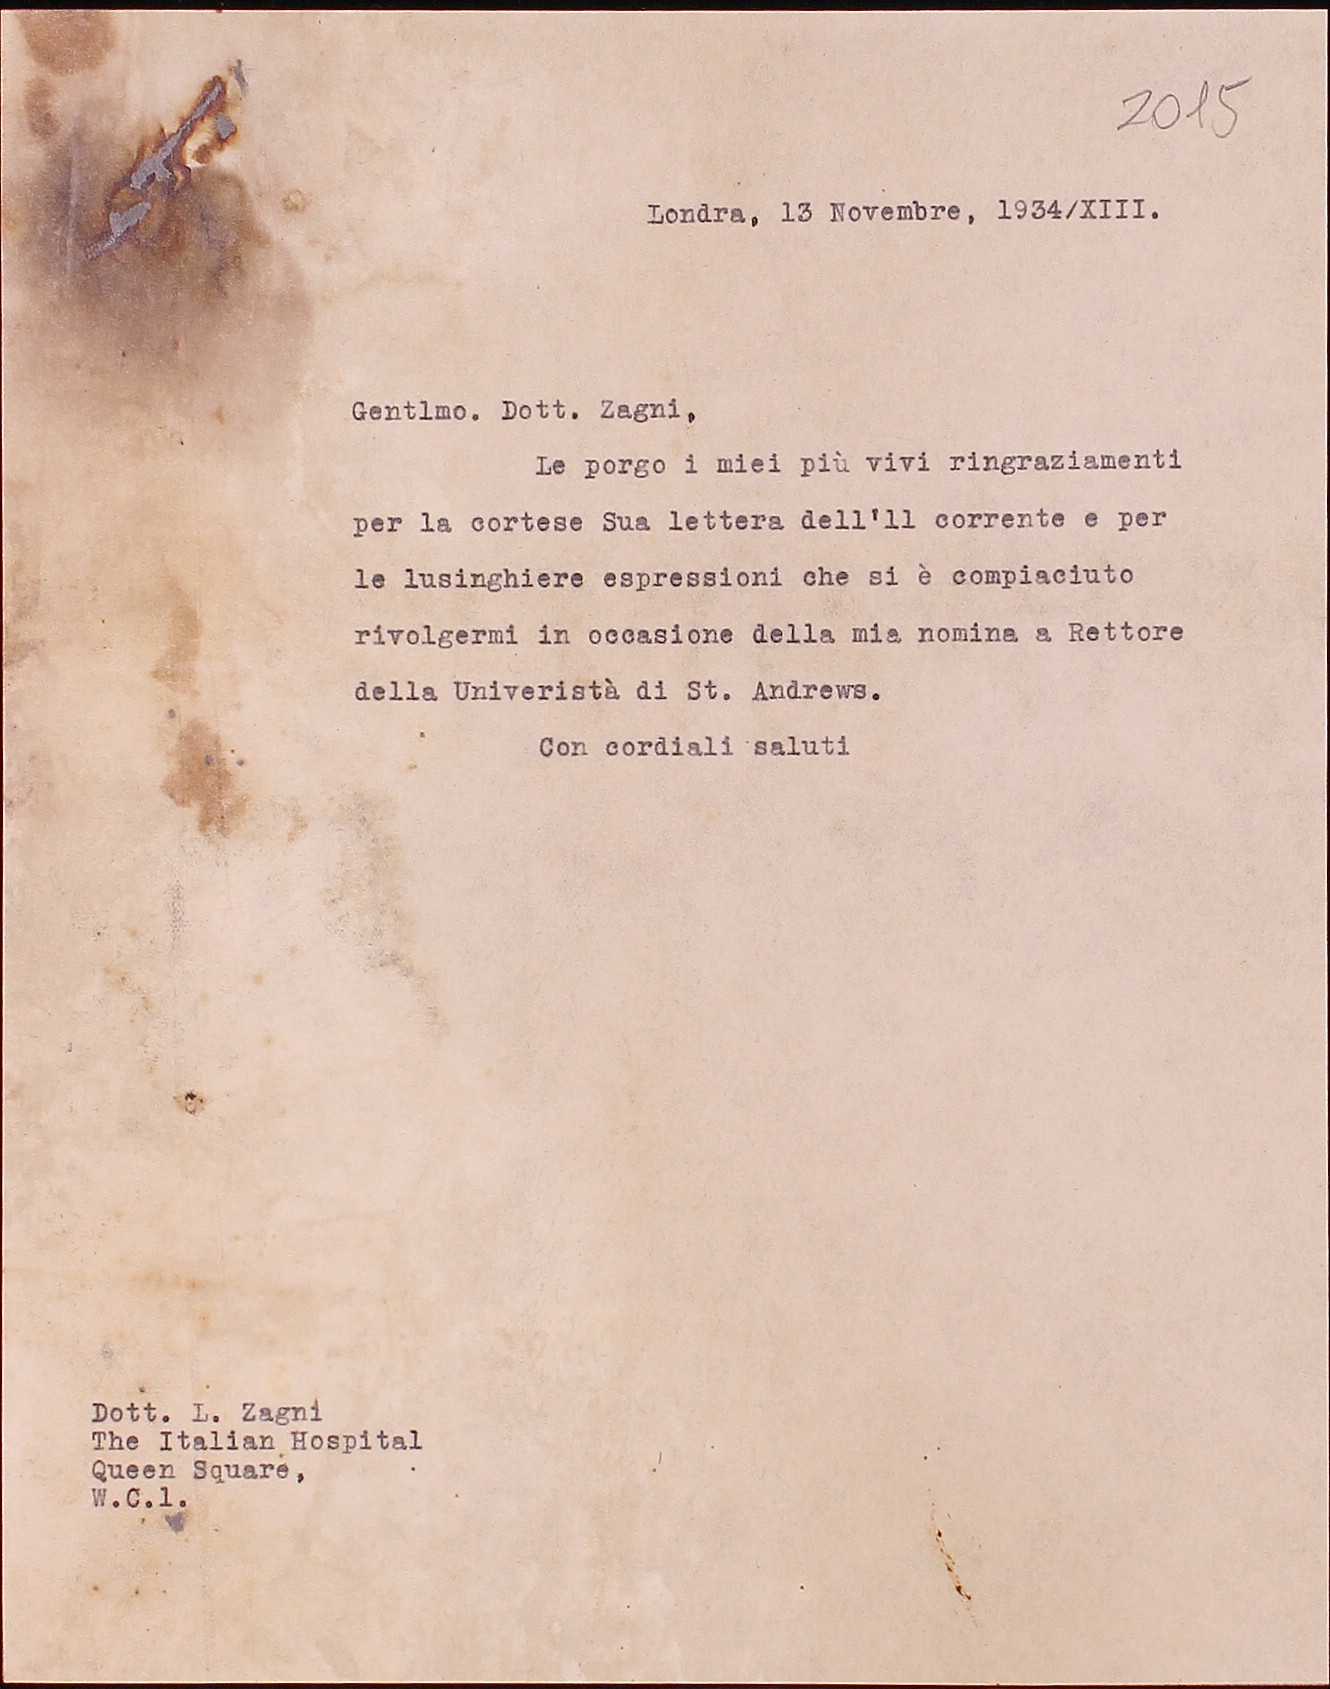 2015
Londra, 13 Novembre, 1934/XIII.
Gentlmo. Dott. Zagni,
Le porgo i miei più vivi ringraziamenti
per la cortese Sua lettera dell'11 corrente e per
le lusinghiere espressioni che si è compiaciuto
rivolgermi in occasione della mia nomina a Rettore
della Univeristà di St. Andrews.
Con cordiali saluti
Dott. L. Zagni
The Italian Hospital
Queen Square,
W.C.1.